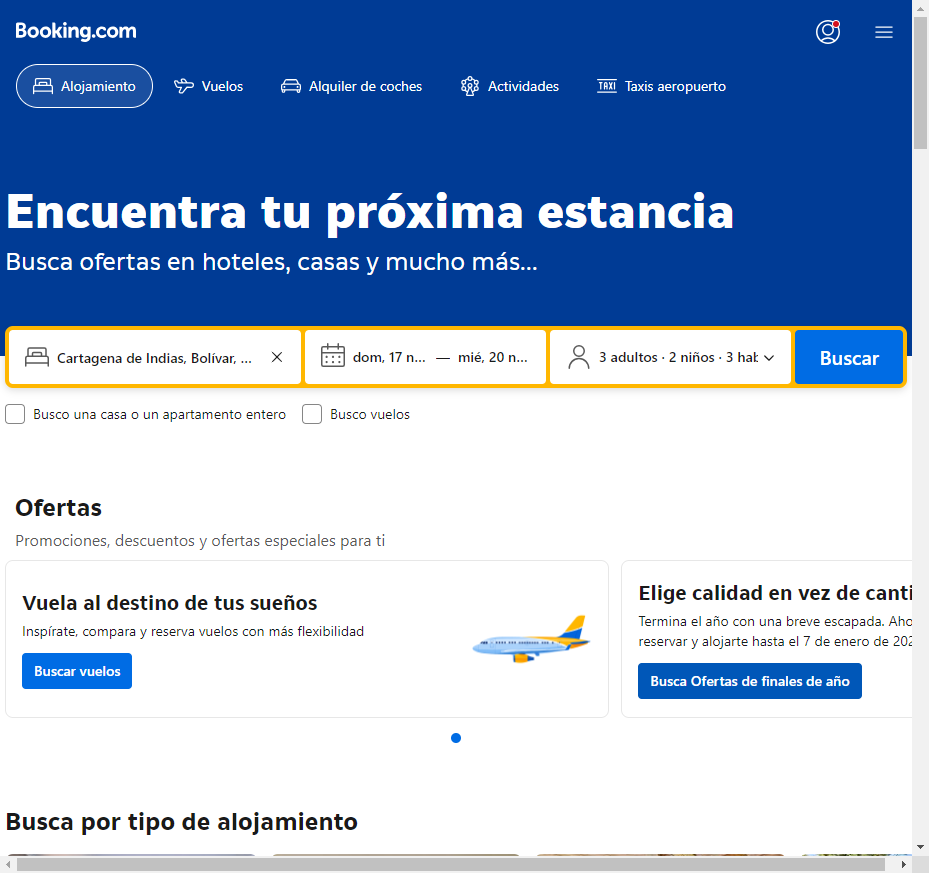 Booking.com
Alojamiento
Vuelos
Alquiler de coches
Actividades
TAXI Taxis aeropuerto
Encuentra tu próxima estancia
Busca ofertas en hoteles, casas y mucho más...
Cartagena de Indias, Bolívar, ...
dom, 17 n... — mié, 20 n...
3 adultos · 2 niños · 3 hab
Buscar
Busco una casa o un apartamento entero
Busco vuelos
Ofertas
Promociones, descuentos y ofertas especiales para ti
Vuela al destino de tus sueños
Inspírate, compara y reserva vuelos con más flexibilidad
Buscar vuelos
Elige calidad en vez de canti
Termina el año con una breve escapada. Aho
reservar y alojarte hasta el 7 de enero de 202
Busca Ofertas de finales de año
Busca por tipo de alojamiento